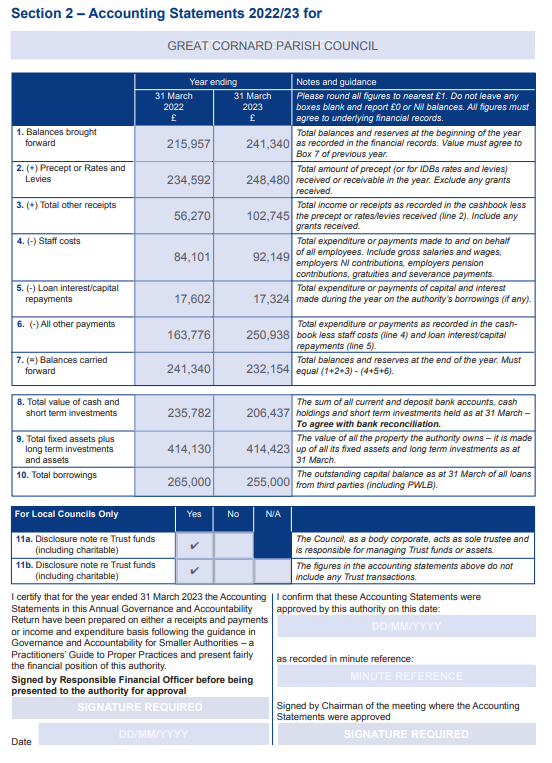 Section 2 – Accounting Statements 2022/23 for
GREAT CORNARD PARISH COUNCIL
Year ending
Notes and guidance
31 March
2022
£
31 March
2023
£
Please round all figures to nearest £1. Do not leave any
boxes blank and report £0 or Nil balances. All figures must
agree to underlying financial records.
1. Balances brought
forward
215,957
241,340
Total balances and reserves at the beginning of the year
as recorded in the financial records. Value must agree to
Box 7 of previous year.
2. (+) Precept or Rates and
Levies
234,592
248,480
Total amount of precept (or for IDBs rates and levies)
received or receivable in the year. Exclude any grants
received.
3. (+) Total other receipts
56,270
102,745
Total income or receipts as recorded in the cashbook less
the precept or rates/levies received (line 2). Include any
grants received.
4. (-) Staff costs
84,101
92,149
Total expenditure or payments made to and on behalf
of all employees. Include gross salaries and wages,
employers NI contributions, employers pension
contributions, gratuities and severance payments.
5. (-) Loan interest/capital
repayments
17,602
17,324
Total expenditure or payments of capital and interest
made during the year on the authority's borrowings (if any).
6. (-) All other payments
163,776
250,938
Total expenditure or payments as recorded in the cash-
book less staff costs (line 4) and loan interest/capital
repayments (line 5).
7. (=) Balances carried
forward
241,340
232,154
Total balances and reserves at the end of the year. Must
equal (1+2+3) - (4+5+6).
8. Total value of cash and
short term investments
235,782
206,437
The sum of all current and deposit bank accounts, cash
holdings and short term investments held as at 31 March –
To agree with bank reconciliation.
9. Total fixed assets plus
long term investments
and assets
414,130
414,423
The value of all the property the authority owns – it is made
up of all its fixed assets and long term investments as at
31 March.
10. Total borrowings
265,000
255,000
The outstanding capital balance as at 31 March of all loans
from third parties (including PWLB).
For Local Councils Only
Yes
No
N/A
11a. Disclosure note re Trust funds
(including charitable)
✔
The Council, as a body corporate, acts as sole trustee and
is responsible for managing Trust funds or assets.
11b. Disclosure note re Trust funds
(including charitable)
✔
The figures in the accounting statements above do not
include any Trust transactions.
I certify that for the year ended 31 March 2023 the Accounting
Statements in this Annual Governance and Accountability
Return have been prepared on either a receipts and payments
or income and expenditure basis following the guidance in
Governance and Accountability for Smaller Authorities – a
Practitioners' Guide to Proper Practices and present fairly
the financial position of this authority.
Signed by Responsible Financial Officer before being
presented to the authority for approval
SIGNATURE REQUIRED
Date
DD/MM/YYYY
I confirm that these Accounting Statements were
approved by this authority on this date:
DD/MM/YYYY
as recorded in minute reference:
MINUTE REFERENCE
Signed by Chairman of the meeting where the Accounting
Statements were approved
SIGNATURE REQUIRED